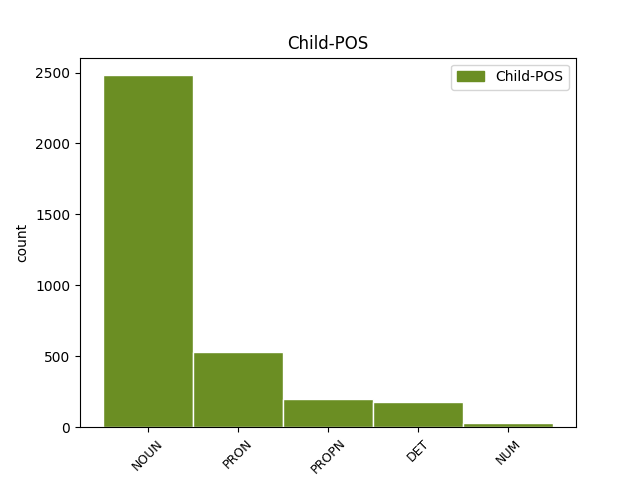 Child-POS
Child-POS
2500
2000
1500
1000
500
0
count
NOUN
PRON
PROPN
DET
NUM